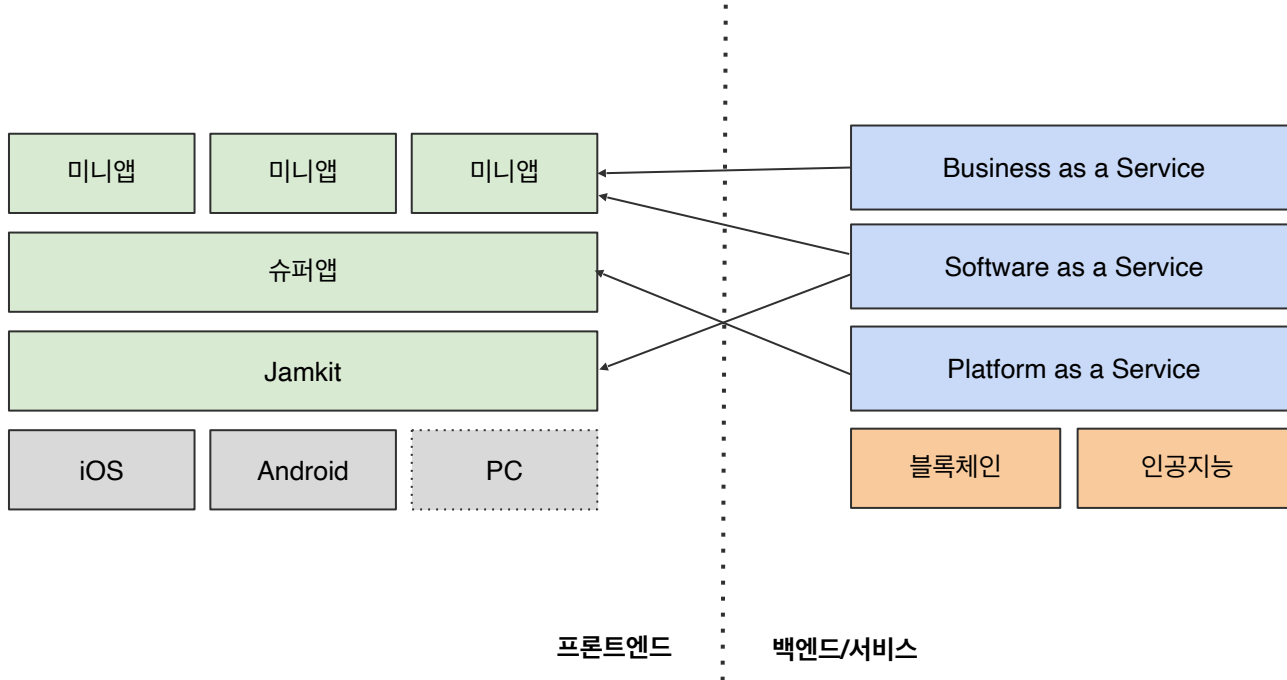 미니앱
미니앱
미니앱
슈퍼앱
Jamkit
iOS
Android
PC
Business as a Service
Software as a Service
Platform as a Service
블록체인
인공지능
프론트엔드
백엔드/서비스